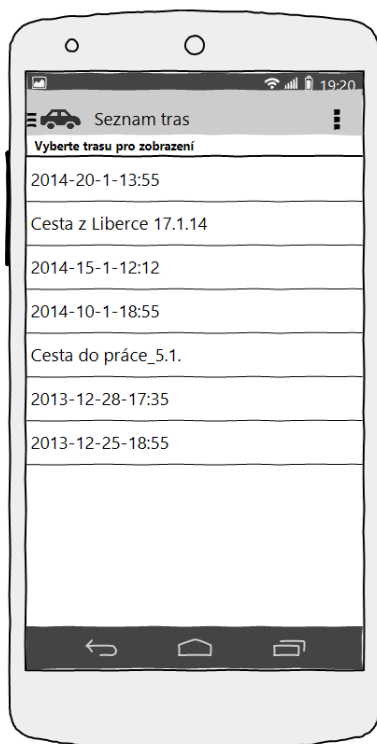 19:20
Seznam tras
Vyberte trasu pro zobrazení
2014-20-1-13:55
Cesta z Liberce 17.1.14
2014-15-1-12:12
2014-10-1-18:55
Cesta do práce_5.1.
2013-12-28-17:35
2013-12-25-18:55